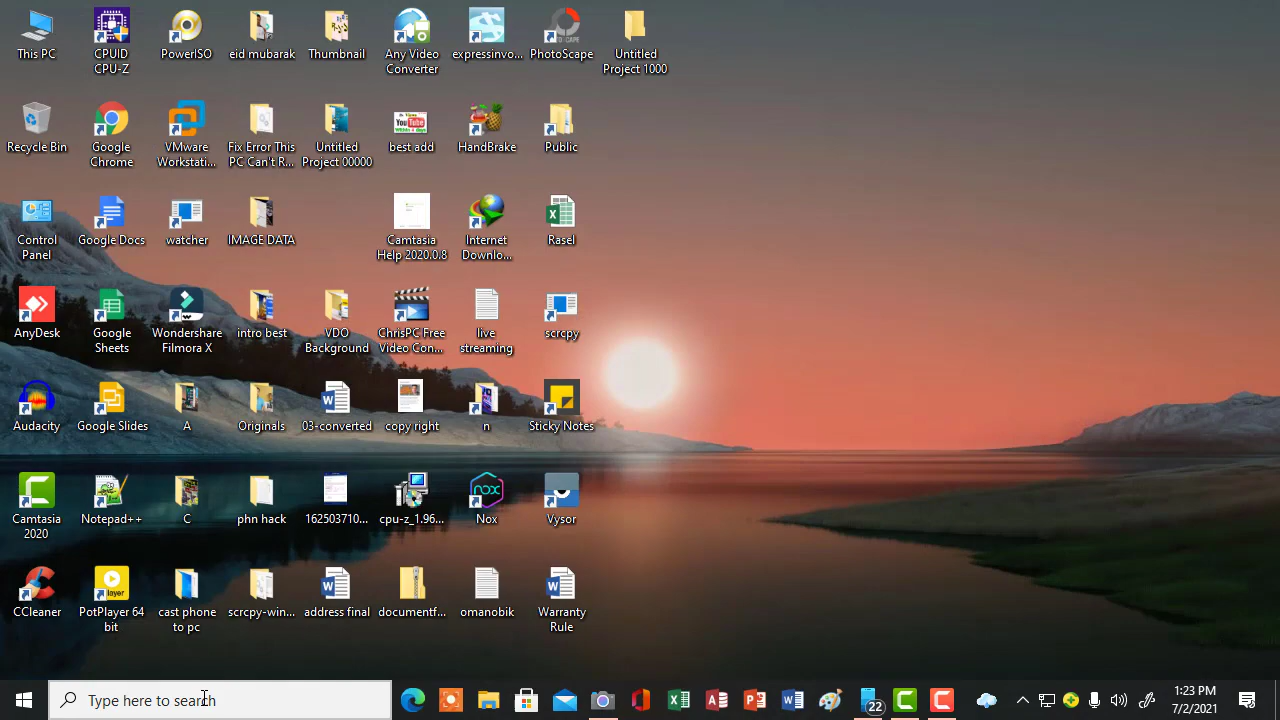 This PC
CPUID
CPU-Z
PowerISO
eid mubarak
Thumbnail
Any Video
Converter
expressinvo...
PhotoScape
Untitled
Project 1000
Recycle Bin
Google
Chrome
VMware
Workstati...
Fix Error This
PC Can't R...
Untitled
Project 00000
best add
HandBrake
Public
Control
Panel
Google Docs
watcher
IMAGE DATA
Camtasia
Help 2020.0.8
Internet
Downlo...
Rasel
AnyDesk
Google
Sheets
Wondershare
Filmora X
intro best
VDO
Background
ChrisPC Free
Video Con...
live
streaming
scrcpy
Audacity
Google Slides
A
Originals
03-converted
copy right
n
Sticky Notes
Camtasia
2020
Notepad++
C
phn hack
162503710...
cpu-z_1.96...
Nox
Vysor
CCleaner
PotPlayer 64
bit
cast phone
to pc
scrcpy-win...
address final
documentf...
omanobik
Warranty
Rule
Type here to search
22
1:23 PM
7/2/2021